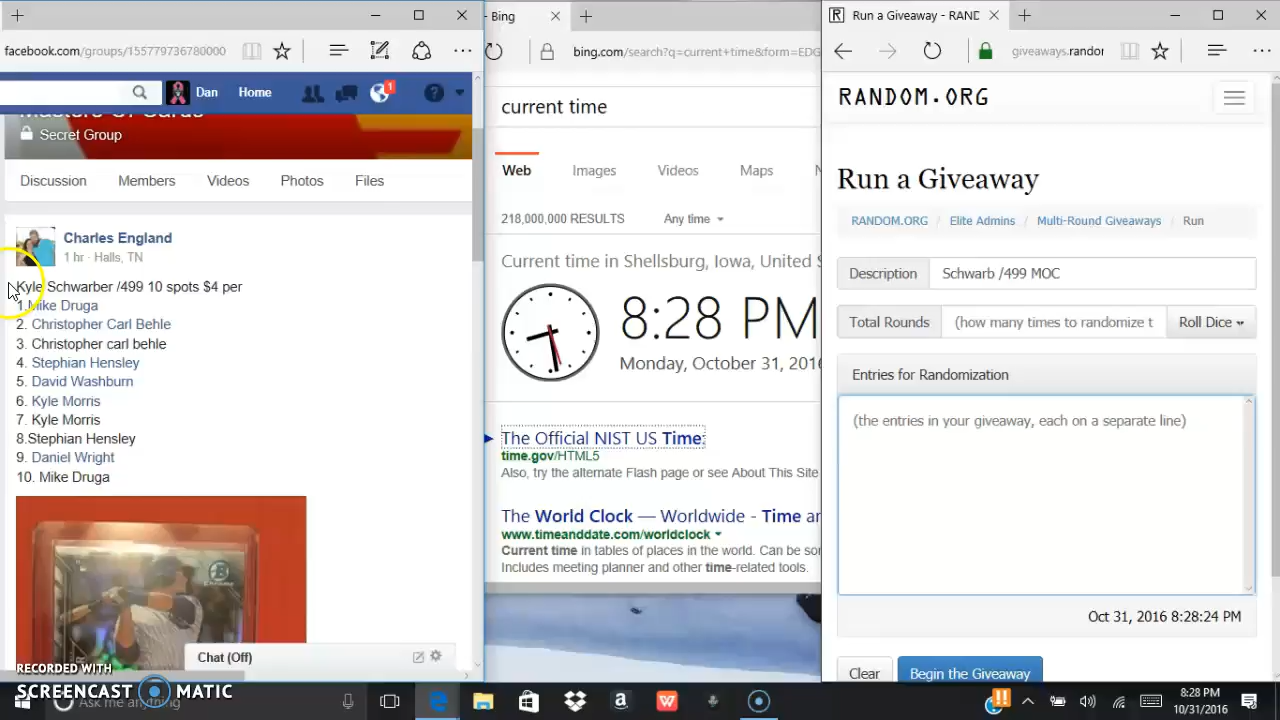 - Bing
Run a Giveaway - RAND
facebook.com/groups/155779736780000
bing.com/search?q=current+time&form=EDG
giveaways.randor
Dan
Home
1
?
current time
RANDOM.ORG
Secret Group
Discussion
Members
Videos
Photos
Files
Web
Images
Videos
Maps
218,000,000 RESULTS
Any time
Run a Giveaway
RANDOM.ORG
Elite Admins
Multi-Round Giveaways
Run
Charles England
1 hr · Halls, TN
Kyle Schwarber /499 10 spots $4 per
1.Mike Druga
2. Christopher Carl Behle
3. Christopher carl behle
4. Stephian Hensley
5. David Washburn
6. Kyle Morris
7. Kyle Morris
8.Stephian Hensley
9. Daniel Wright
10. Mike Druga
Current time in Shellsburg, Iowa, United
8:28 PM
Monday, October 31, 2016
The Official NIST US Time:
time.gov/HTML5
Also, try the alternate Flash page or see About This Site
The World Clock — Worldwide - Time ar
www.timeanddate.com/worldclock
Current time in tables of places in the world. Can be so
Includes meeting planner and other time-related tools.
Description
Schwarb /499 MOC
Total Rounds
(how many times to randomize t
Roll Dice
Entries for Randomization
(the entries in your giveaway, each on a separate line)
Oct 31, 2016 8:28:24 PM
Clear
Begin the Giveaway
Chat (Off)
RECORDED WITH
SCREENCAST MATIC
Ask me anything
8:28 PM
10/31/2016